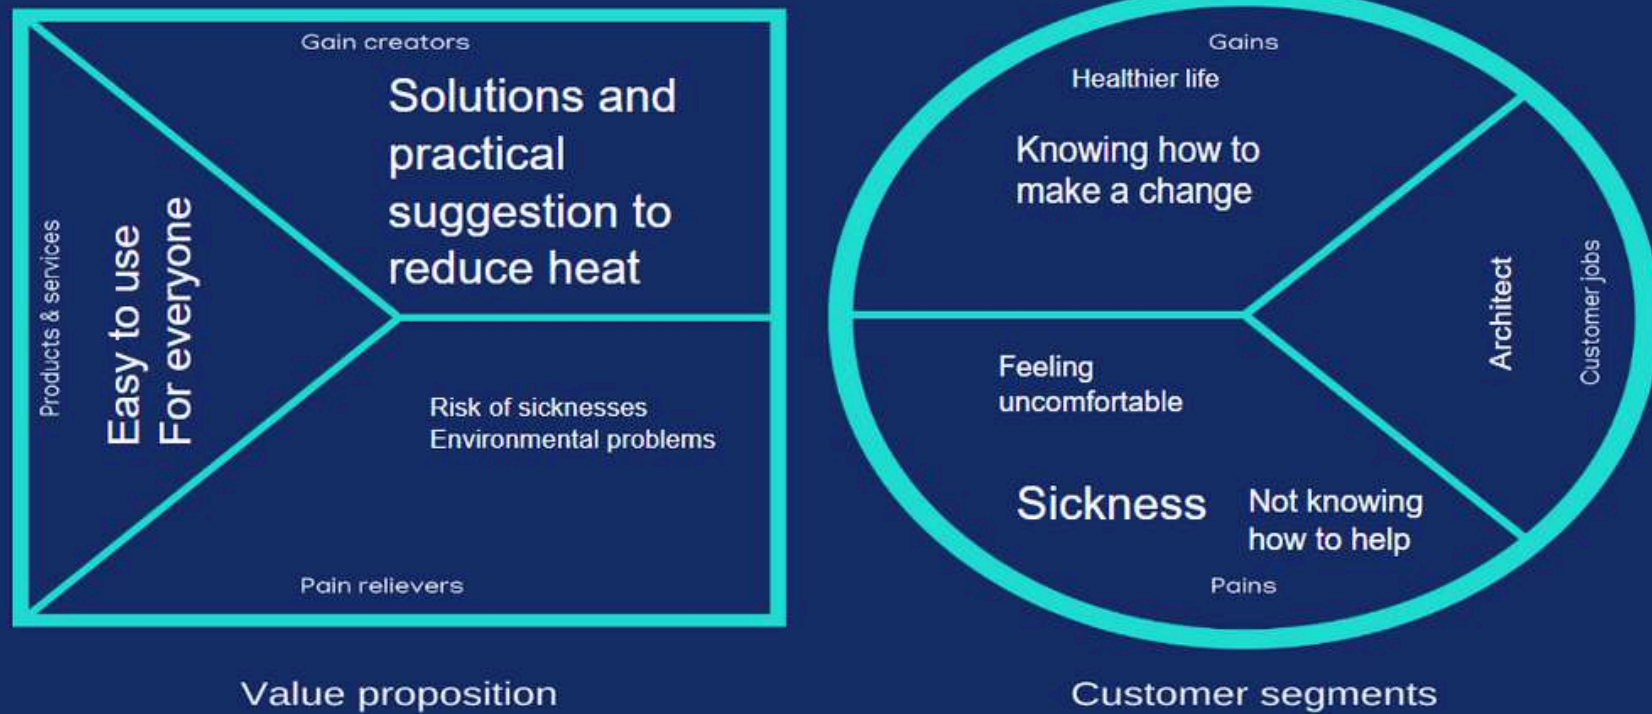 Gain creators
Solutions and
practical
suggestion to
reduce heat
Products & services
Easy to use
For everyone
Risk of sicknesses
Environmental problems
Pain relievers
Value proposition
Gains
Healthier life
Knowing how to
make a change
Architect
Customer jobs
Feeling
uncomfortable
Sickness
Not knowing
how to help
Pains
Customer segments